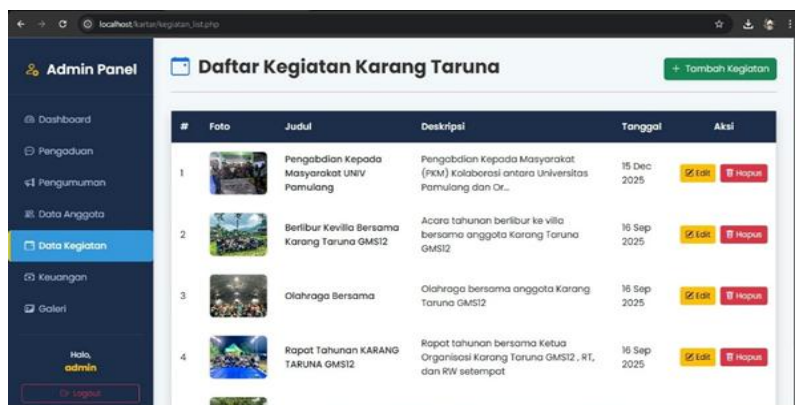 localhost/kartar/kegiatan_list.php
Admin Panel
Dashboard
Pengaduan
Pengumuman
Data Anggota
Data Kegiatan
Keuangan
Galeri
Halo,
admin
Logout
Daftar Kegiatan Karang Taruna
+ Tambah Kegiatan
# Foto Judul Deskripsi Tanggal Aksi
1
Pengabdian Kepada
Masyarakat UNIV
Pamulang
Pengabdian Kepada Masyarakat
(PKM) Kolaborasi antara Universitas
Pamulang dan Or...
15 Dec
2025
Edit
Hapus
2
Berlibur Kevilla Bersama
Karang Taruna GMS12
Acara tahunan berlibur ke villa
bersama anggota Karang Taruna
GMS12
16 Sep
2025
Edit
Hapus
3
Olahraga Bersama
Olahraga bersama anggota Karang
Taruna GMS12
16 Sep
2025
Edit
Hapus
4
Rapat Tahunan KARANG
TARUNA GMS12
Rapat tahunan bersama Ketua
Organisasi Karang Taruna GMS12 , RT,
dan RW setempat
16 Sep
2025
Edit
Hapus